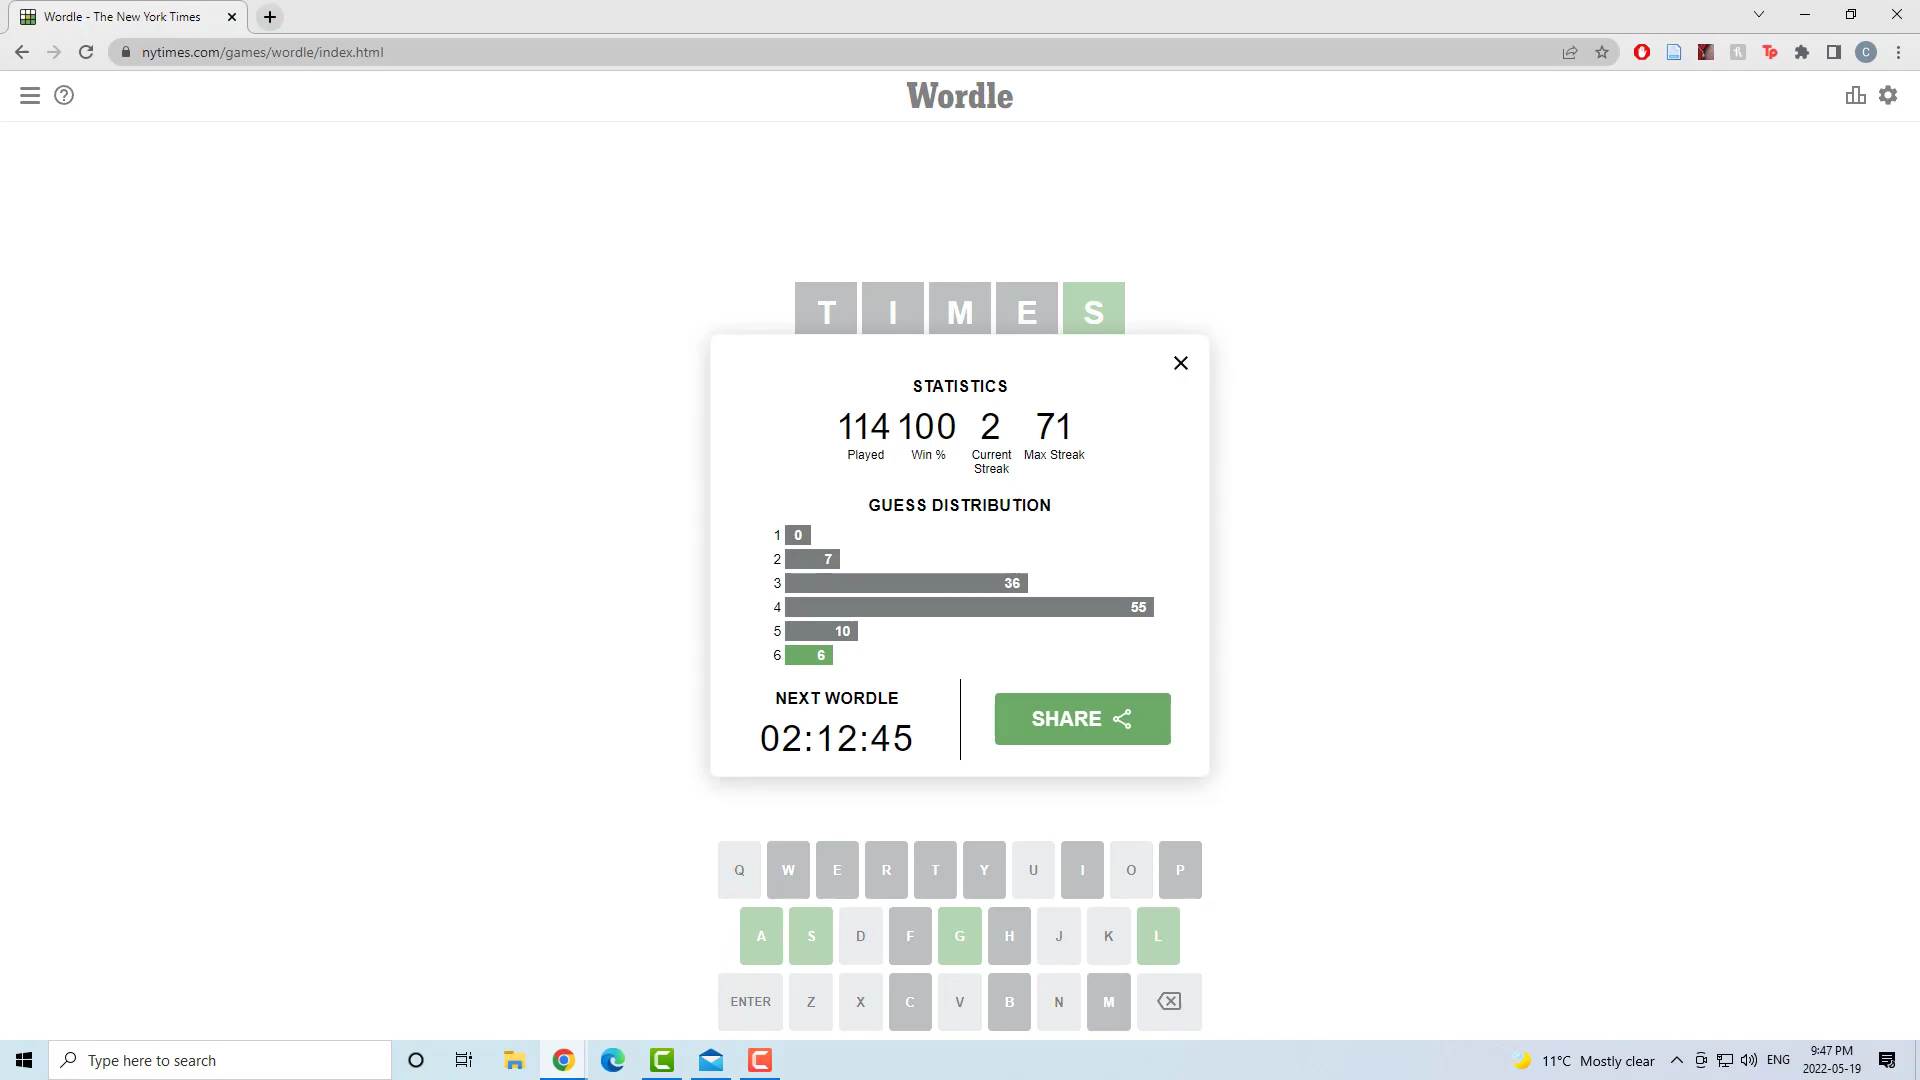 Wordle - The New York Times
nytimes.com/games/wordle/index.html
Tp
C
Wordle
T I M E S
STATISTICS
114 100 2 71
Played Win % Current Streak Max Streak
GUESS DISTRIBUTION
1 0
2 7
3 36
4 55
5 10
6 6
NEXT WORDLE
02:12:45
SHARE
Q W E R T Y U I O P
A S D F G H J K L
ENTER Z X C V B N M
Type here to search
11°C Mostly clear
ENG
9:47 PM
2022-05-19